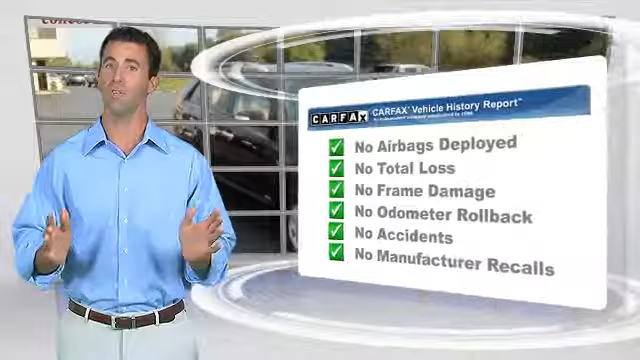 CARFAX CARFAX Vehicle History Report™
No Airbags Deployed
No Total Loss
No Frame Damage
No Odometer Rollback
No Accidents
No Manufacturer Recalls